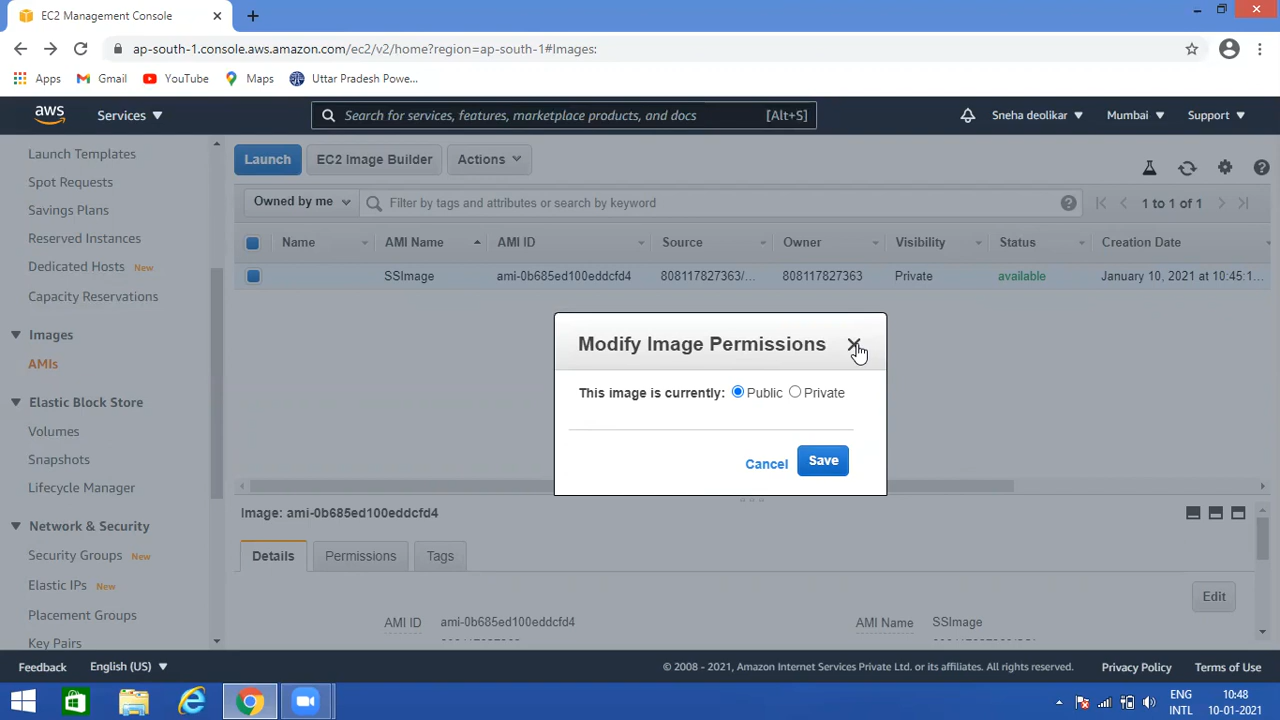 EC2 Management Console
ap-south-1.console.aws.amazon.com/ec2/v2/home?region=ap-south-1#Images:
Apps Gmail YouTube Maps Uttar Pradesh Powe...
aws Services Search for services, features, marketplace products, and docs [Alt+S] Sneha deolikar Mumbai Support
Launch Templates
Spot Requests
Savings Plans
Reserved Instances
Dedicated Hosts New
Capacity Reservations
Images
AMIs
Elastic Block Store
Volumes
Snapshots
Lifecycle Manager
Network & Security
Security Groups New
Elastic IPs New
Placement Groups
Key Pairs
Launch EC2 Image Builder Actions
Owned by me Filter by tags and attributes or search by keyword 1 to 1 of 1
Name AMI Name AMI ID Source Owner Visibility Status Creation Date
SSImage ami-0b685ed100eddcfd4 808117827363/... 808117827363 Private available January 10, 2021 at 10:45:1...
Modify Image Permissions
This image is currently: Public Private
Cancel Save
Image: ami-0b685ed100eddcfd4
Details Permissions Tags
Edit
AMI ID ami-0b685ed100eddcfd4 AMI Name SSImage
Feedback English (US) © 2008 - 2021, Amazon Internet Services Private Ltd. or its affiliates. All rights reserved. Privacy Policy Terms of Use
ENG 10:48
INTL 10-01-2021